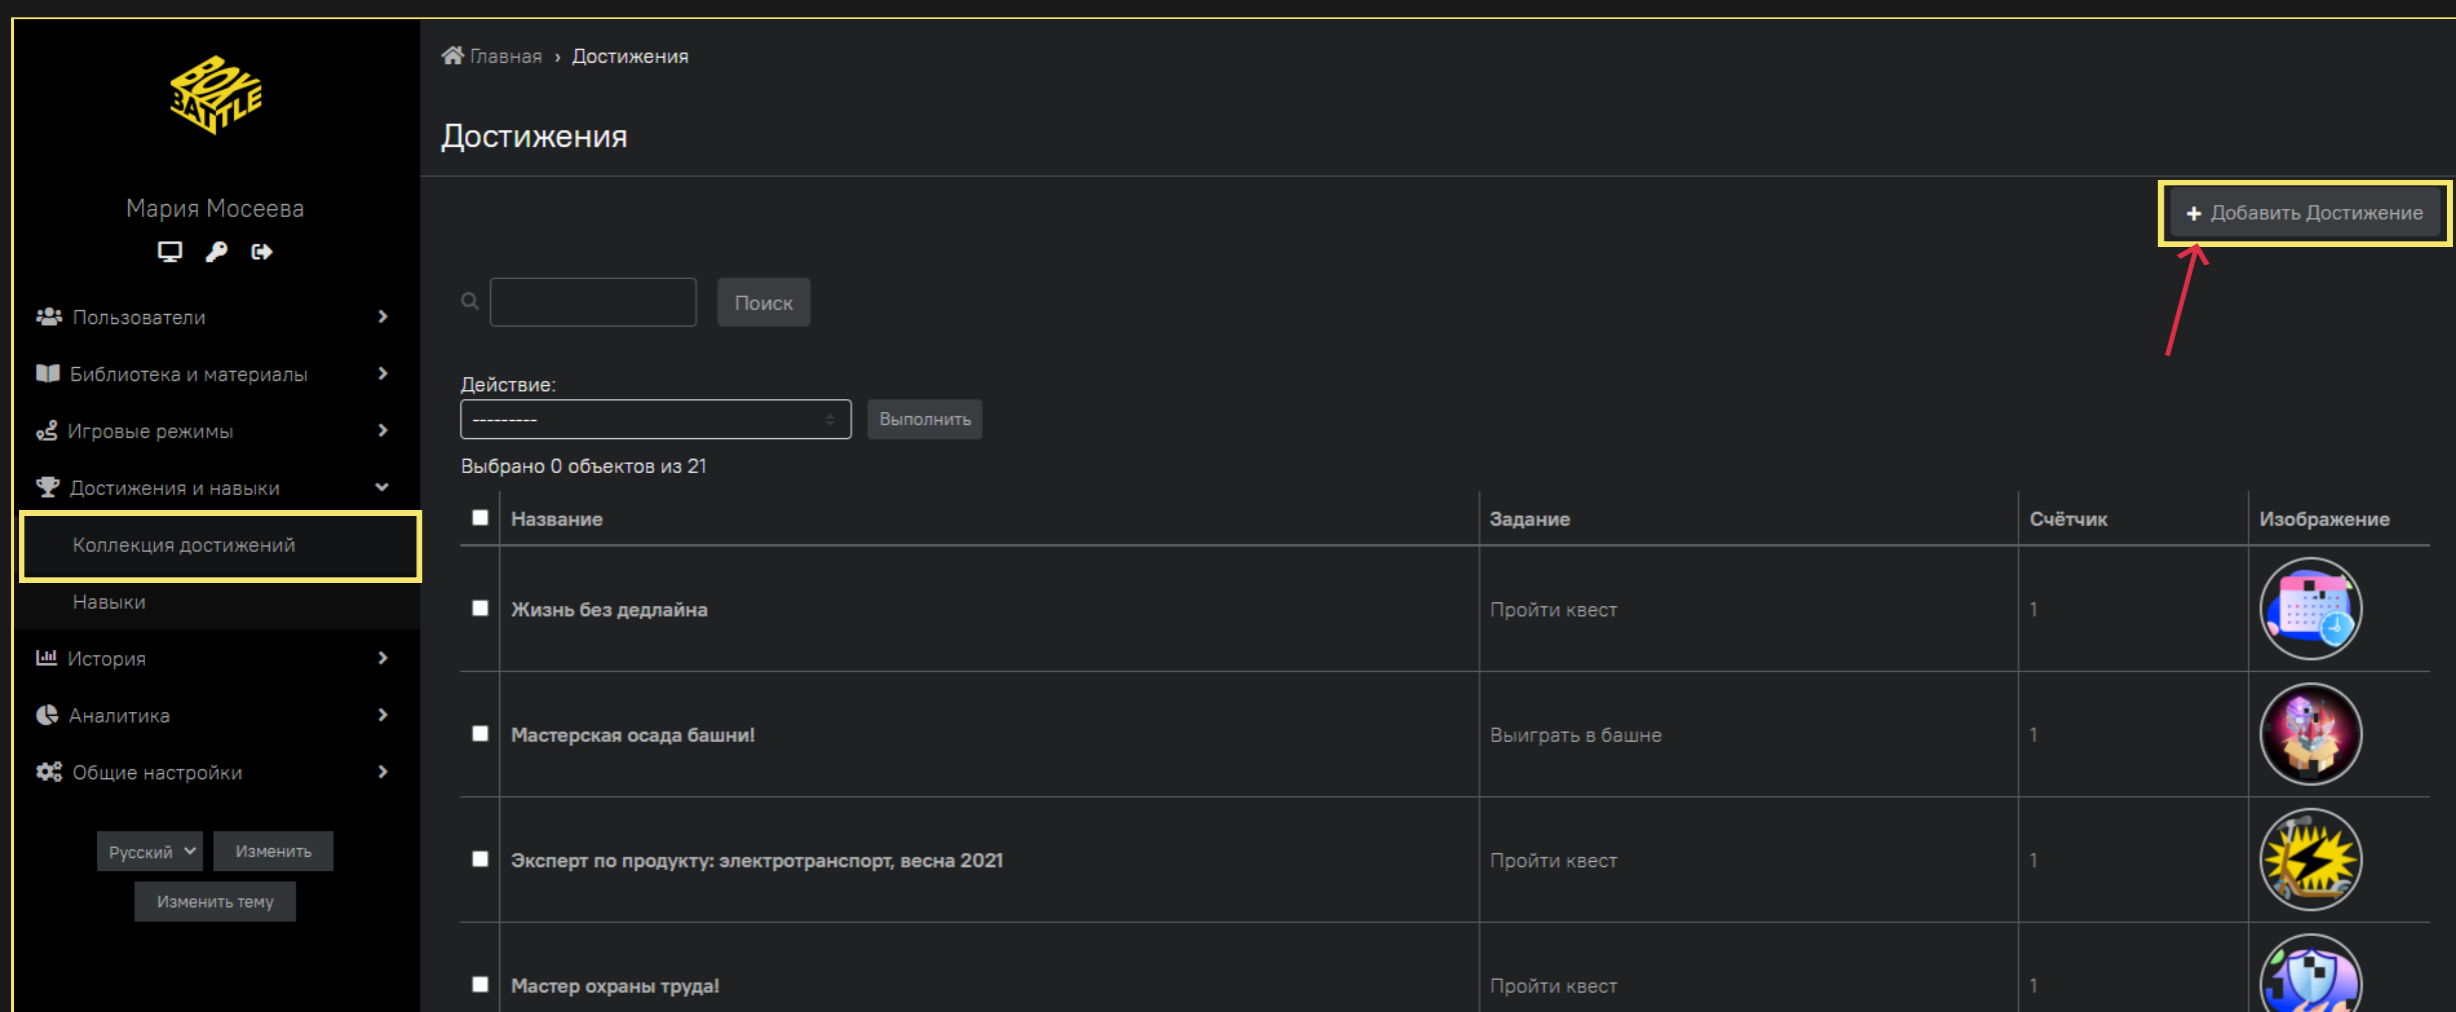 BOX
BATTLE
Мария Мосеева
Пользователи
Библиотека и материалы
Игровые режимы
Достижения и навыки
Коллекция достижений
Навыки
История
Аналитика
Общие настройки
Русский
Изменить
Изменить тему
Главная › Достижения
Достижения
+ Добавить Достижение
Поиск
Действие:
---------
Выполнить
Выбрано 0 объектов из 21
Название Задание Счётчик Изображение
Жизнь без дедлайна Пройти квест 1
Мастерская осада башни! Выиграть в башне 1
Эксперт по продукту: электротранспорт, весна 2021 Пройти квест 1
Мастер охраны труда! Пройти квест 1